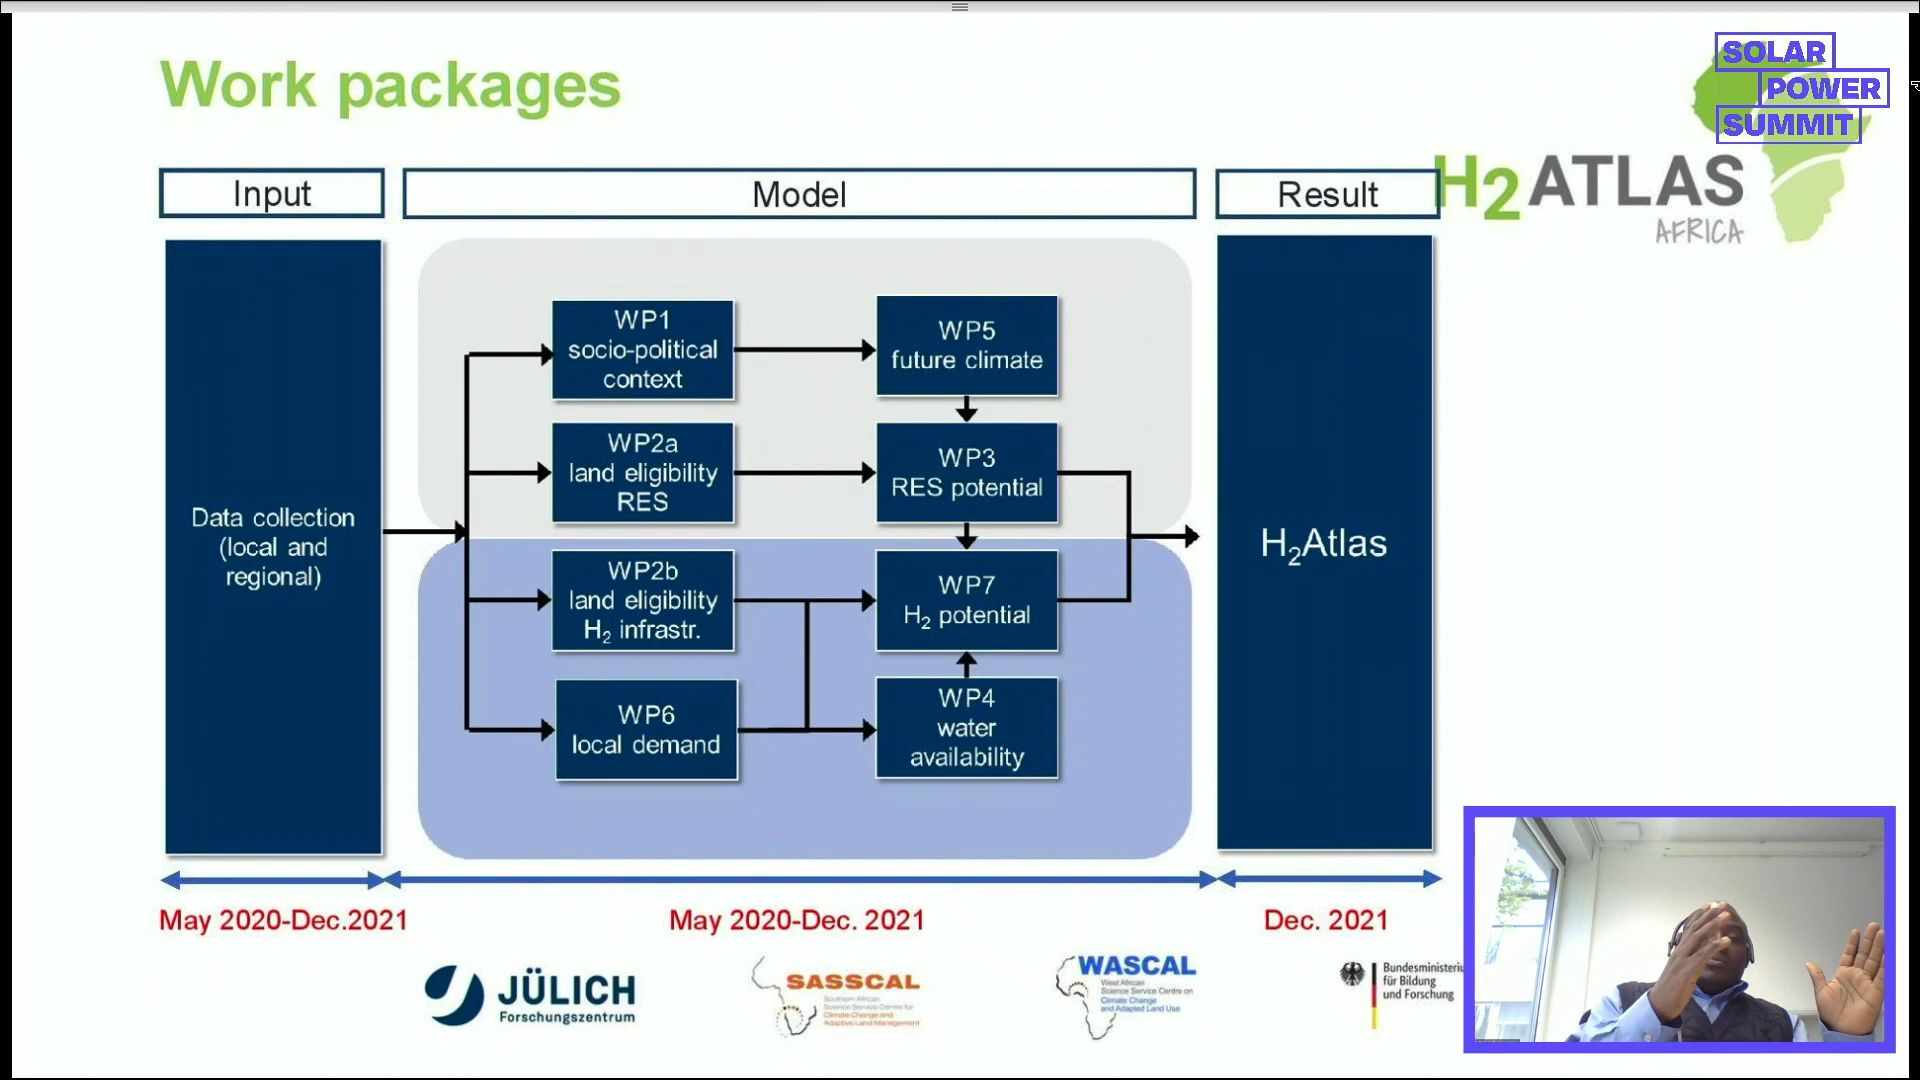 Work packages
SOLAR
POWER
SUMMIT
H2ATLAS
AFRICA
Input
Model
Result
Data collection
(local and
regional)
WP1
socio-political
context
WP5
future climate
WP2a
land eligibility
RES
WP3
RES potential
WP2b
land eligibility
H₂ infrastr.
WP7
H₂ potential
WP6
local demand
WP4
water
availability
H₂Atlas
May 2020-Dec.2021
May 2020-Dec. 2021
Dec. 2021
JÜLICH
Forschungszentrum
SASSCAL
Southern African
Science Service Centre for
Climate Change and
Adaptive Land Management
WASCAL
West African
Science Service Centre on
Climate Change
and Adapted Land Use
Bundesministeriu
für Bildung
und Forschung